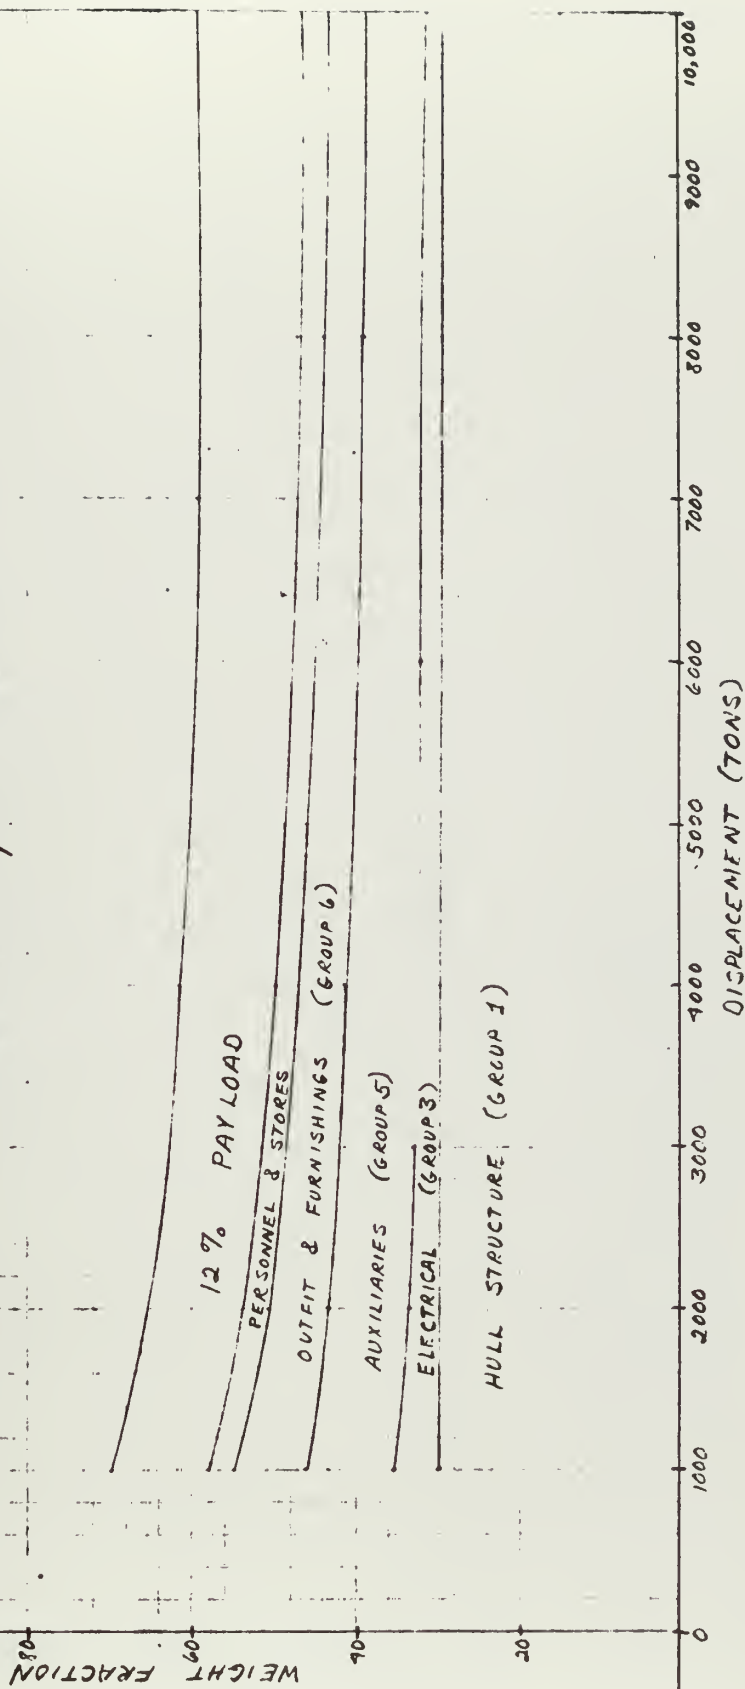 WEIGHT FRACTION
80
60
40
20
0
1000
2000
3000
4000
5000
6000
7000
8000
9000
10,000
DISPLACEMENT (TONS)
12 % PAYLOAD
PERSONNEL & STORES
OUTFIT & FURNISHINGS (GROUP 6)
AUXILIARIES (GROUP 5)
ELECTRICAL (GROUP 3)
HULL STRUCTURE (GROUP 1)